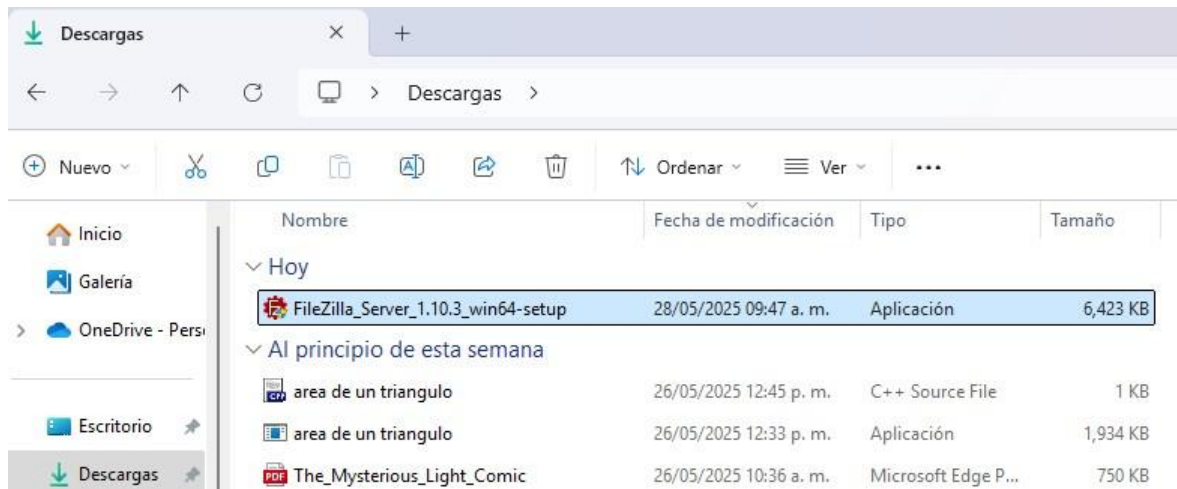 Descargas
Descargas
Nuevo
Ordenar
Ver
Inicio
Galería
OneDrive - Perso
Escritorio
Descargas
Nombre Fecha de modificación Tipo Tamaño
Hoy
FileZilla_Server_1.10.3_win64-setup 28/05/2025 09:47 a. m. Aplicación 6,423 KB
Al principio de esta semana
area de un triangulo 26/05/2025 12:45 p. m. C++ Source File 1 KB
area de un triangulo 26/05/2025 12:33 p. m. Aplicación 1,934 KB
The_Mysterious_Light_Comic 26/05/2025 10:36 a. m. Microsoft Edge P... 750 KB